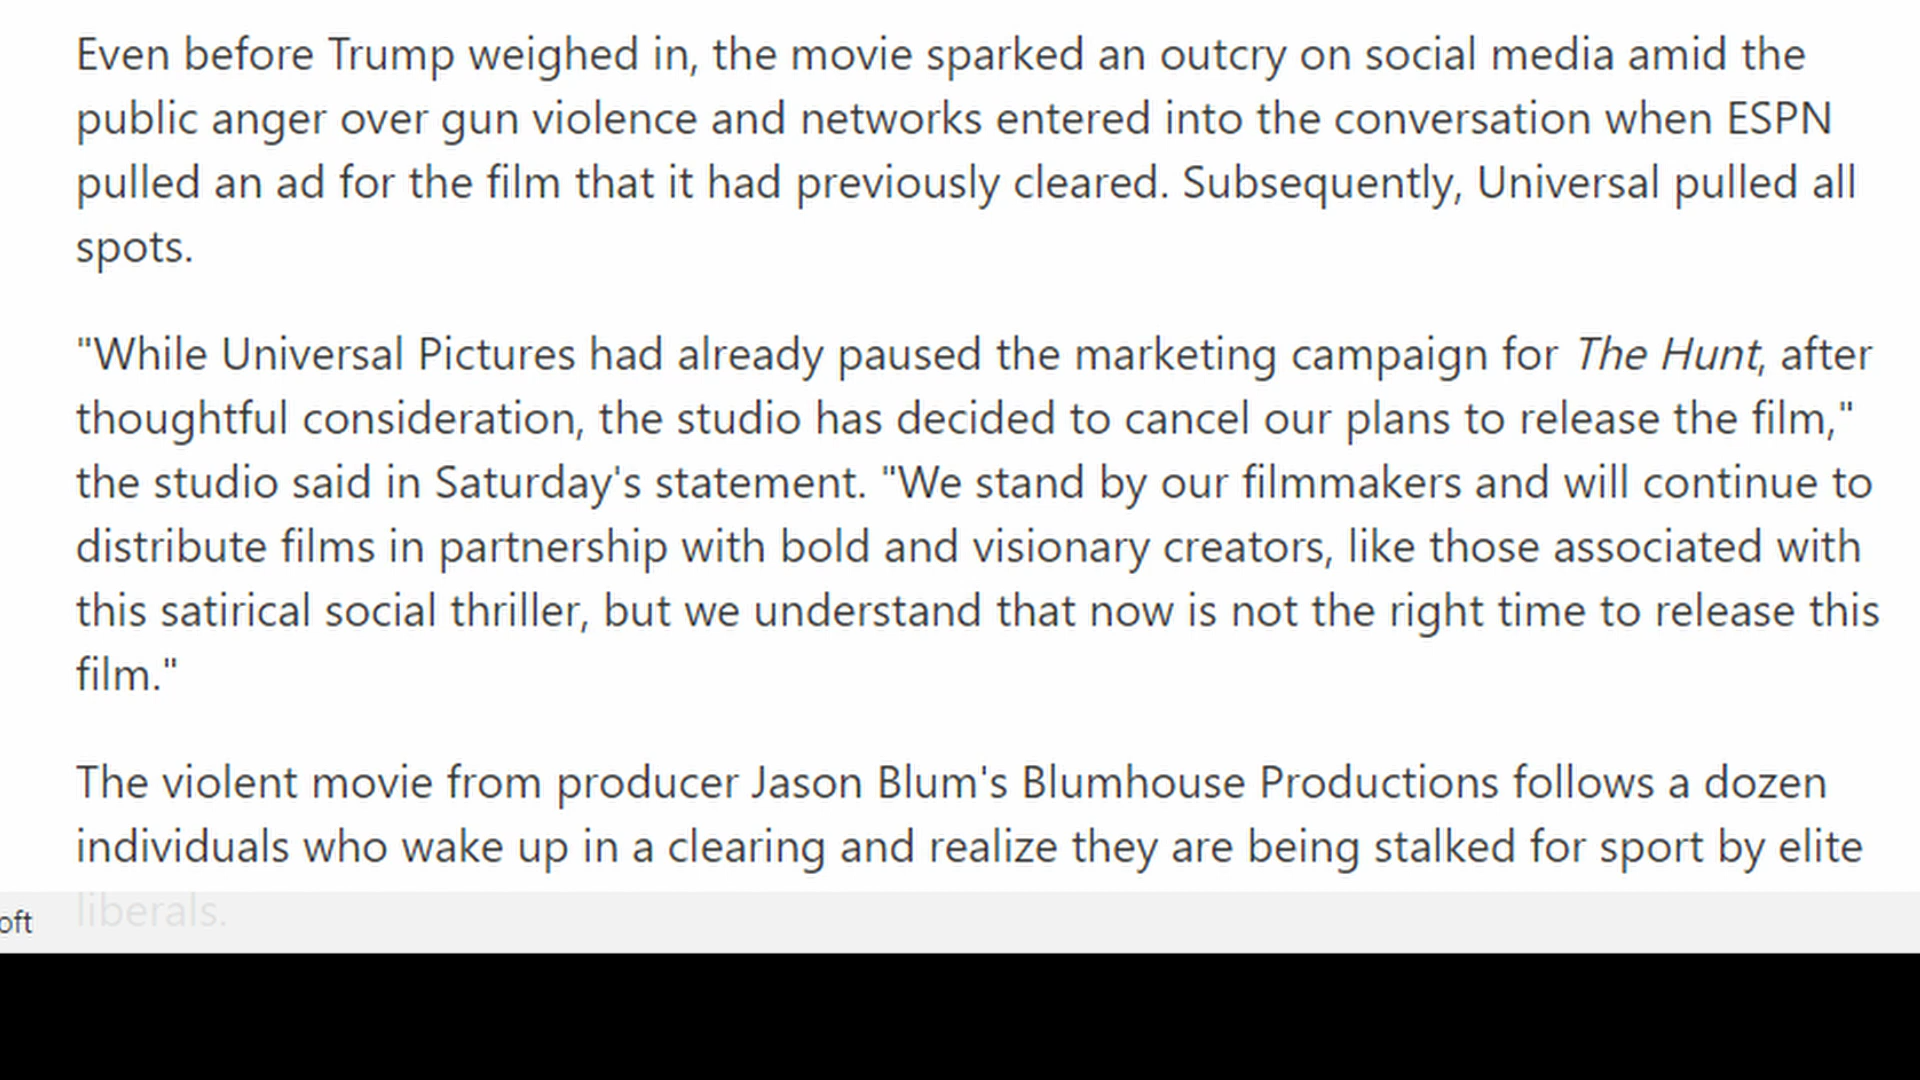 Even before Trump weighed in, the movie sparked an outcry on social media amid the
public anger over gun violence and networks entered into the conversation when ESPN
pulled an ad for the film that it had previously cleared. Subsequently, Universal pulled all
spots.
"While Universal Pictures had already paused the marketing campaign for The Hunt, after
thoughtful consideration, the studio has decided to cancel our plans to release the film,"
the studio said in Saturday's statement. "We stand by our filmmakers and will continue to
distribute films in partnership with bold and visionary creators, like those associated with
this satirical social thriller, but we understand that now is not the right time to release this
film."
The violent movie from producer Jason Blum's Blumhouse Productions follows a dozen
individuals who wake up in a clearing and realize they are being stalked for sport by elite
liberals.
oft